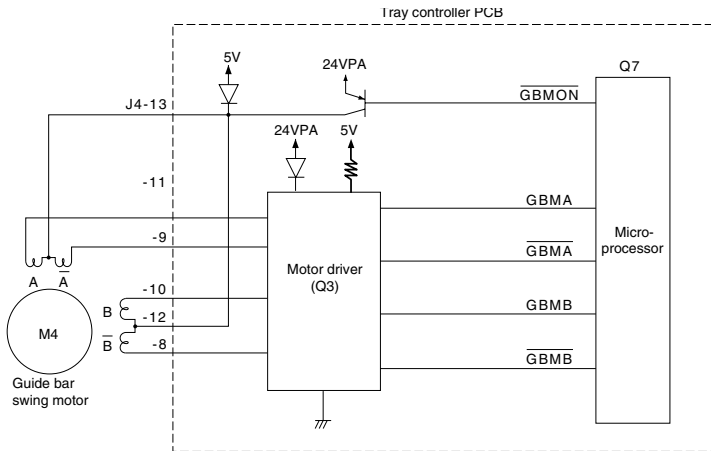 Tray controller PCB
5V
24VPA
Q7
J4-13
GBMON
24VPA
5V
-11
GBMA
-9
Micro-
processor
A
A
Motor driver
(Q3)
GBMA
-10
B
GBMB
-12
M4
B
-8
GBMB
Guide bar
swing motor